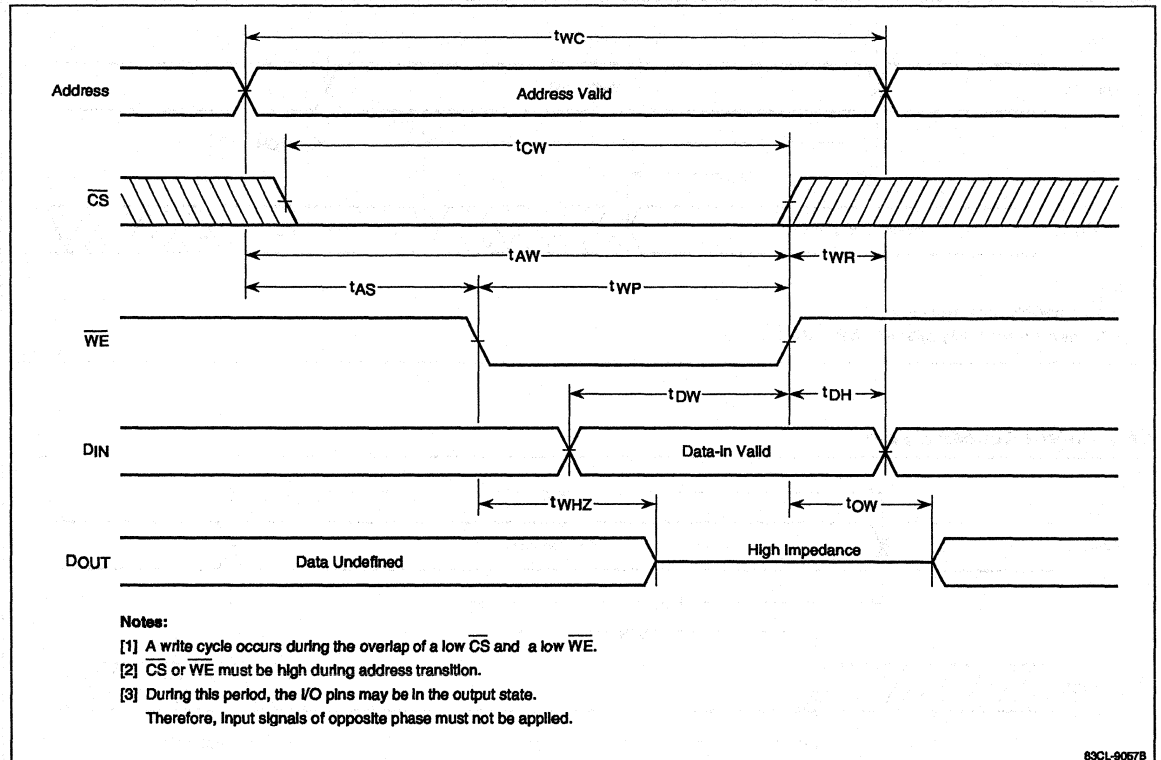 tWC
Address
Address Valid
tCW
CS
tAW
tWR
tAS
tWP
WE
tDW
tDH
DIN
Data-In Valid
tWHZ
tOW
DOUT
Data Undefined
High Impedance
Notes:
[1] A write cycle occurs during the overlap of a low CS and a low WE.
[2] CS or WE must be high during address transition.
[3] During this period, the I/O pins may be in the output state.
Therefore, input signals of opposite phase must not be applied.
83CL-9057B